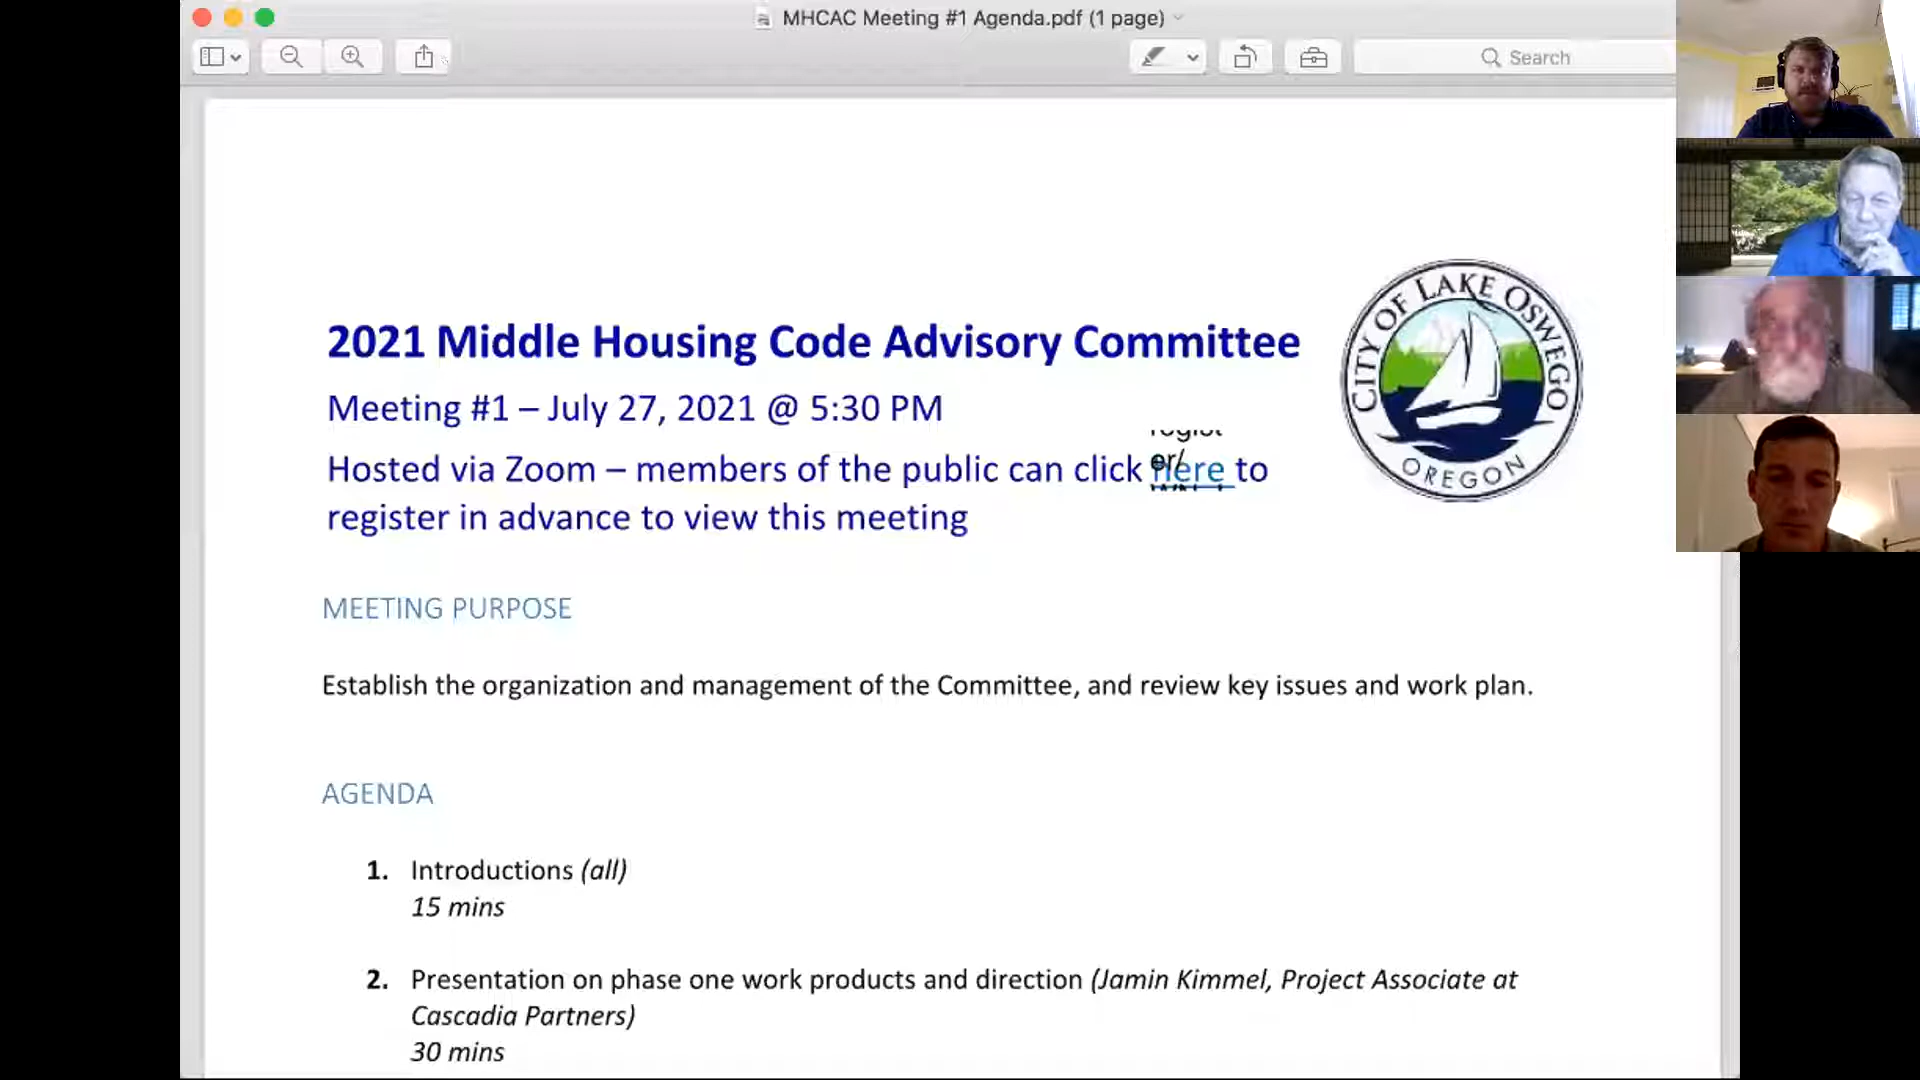 MHCAC Meeting #1 Agenda.pdf (1 page)
Search
2021 Middle Housing Code Advisory Committee
Meeting #1 – July 27, 2021 @ 5:30 PM
Hosted via Zoom – members of the public can click here to
register in advance to view this meeting
CITY OF LAKE OSWEGO
OREGON
MEETING PURPOSE
Establish the organization and management of the Committee, and review key issues and work plan.
AGENDA
1. Introductions (all)
15 mins
2. Presentation on phase one work products and direction (Jamin Kimmel, Project Associate at
Cascadia Partners)
30 mins